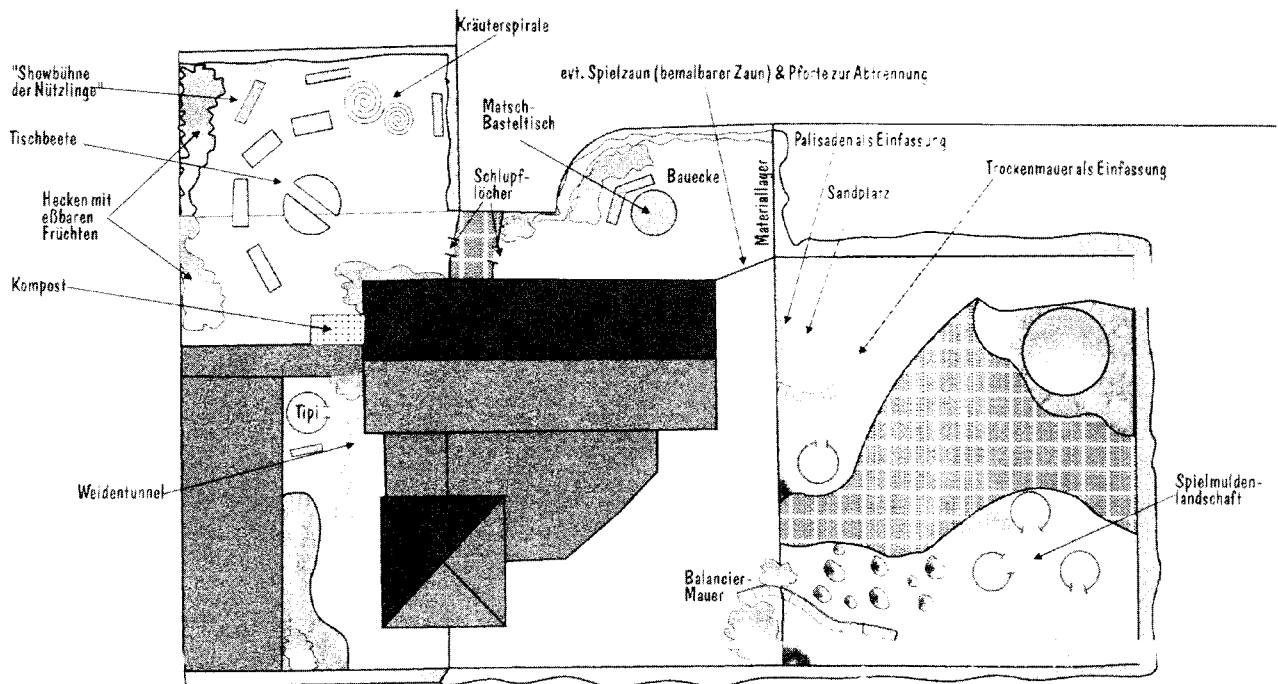 Kräuterspirale
"Showbühne
der Nützlinge"
evt. Spielzaun (bemalbarer Zaun) & Pforte zur Abtrennung
Matsch-
Basteltisch
Tischbeete
Palisaden als Einfassung
Trockenmauer als Einfassung
Schlupf-
löcher
Bauecke
Sandplatz
Materiallager
Hecken mit
eßbaren
Früchten
Kompost
Tipi
Weidentunnel
Spielmulden-
landschaft
Balancier-
Mauer